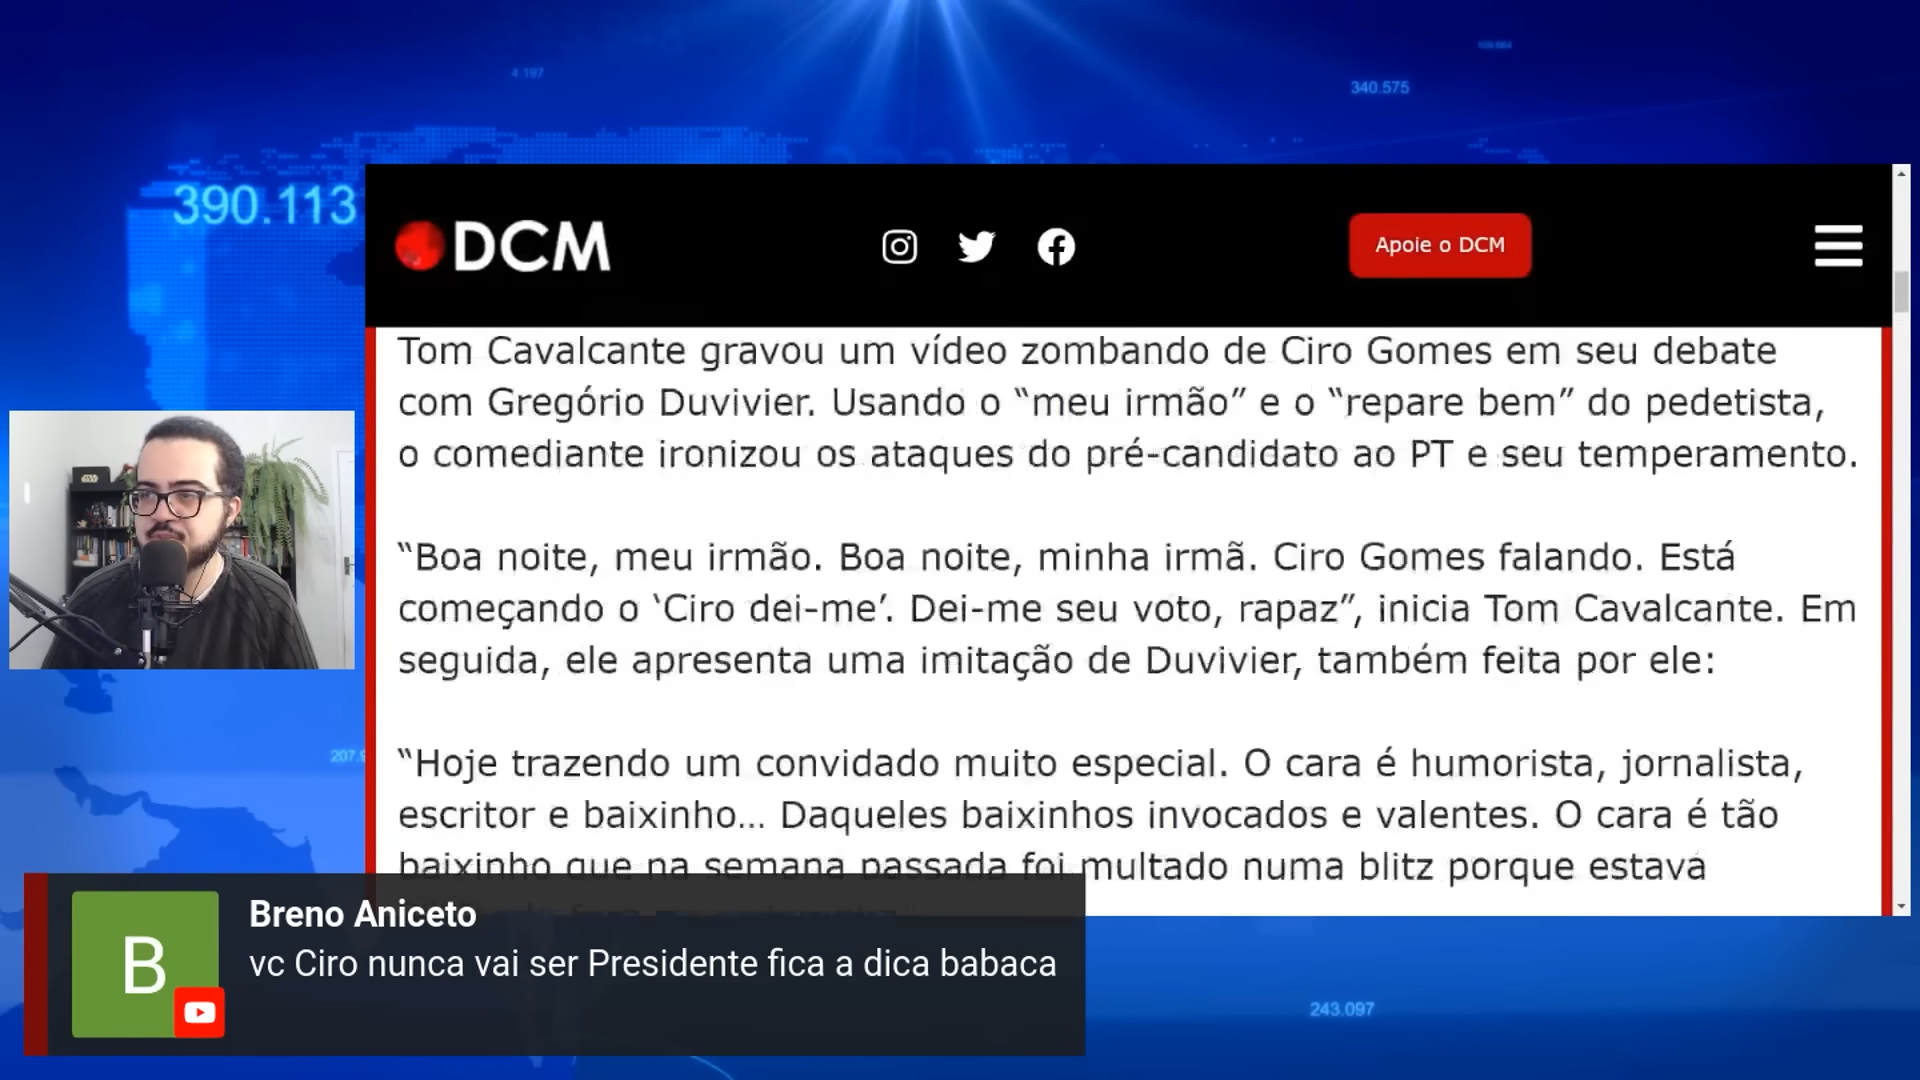 4.197
109.664
340.575
390.113
DCM
Apoie o DCM
Tom Cavalcante gravou um vídeo zombando de Ciro Gomes em seu debate
com Gregório Duvivier. Usando o “meu irmão” e o “repare bem” do pedetista,
o comediante ironizou os ataques do pré-candidato ao PT e seu temperamento.
“Boa noite, meu irmão. Boa noite, minha irmã. Ciro Gomes falando. Está
começando o ‘Ciro dei-me’. Dei-me seu voto, rapaz”, inicia Tom Cavalcante. Em
seguida, ele apresenta uma imitação de Duvivier, também feita por ele:
“Hoje trazendo um convidado muito especial. O cara é humorista, jornalista,
escritor e baixinho... Daqueles baixinhos invocados e valentes. O cara é tão
baixinho que na semana passada foi multado numa blitz porque estava
B
Breno Aniceto
vc Ciro nunca vai ser Presidente fica a dica babaca
243.097